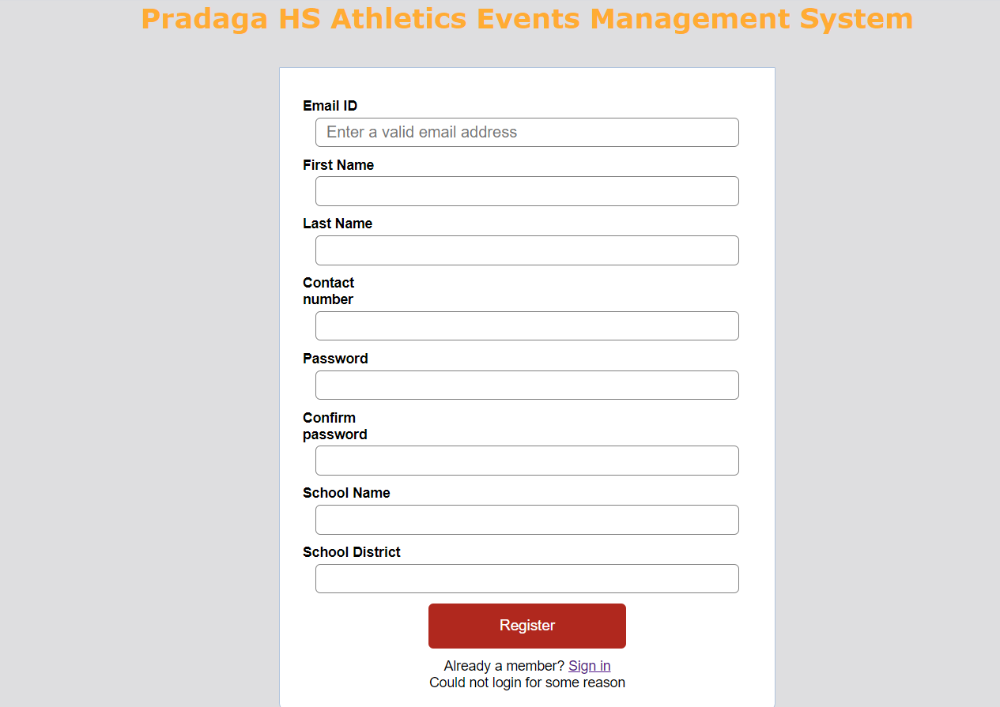 Pradaga HS Athletics Events Management System
Email ID
Enter a valid email address
First Name
Last Name
Contact
number
Password
Confirm
password
School Name
School District
Register
Already a member? Sign in
Could not login for some reason